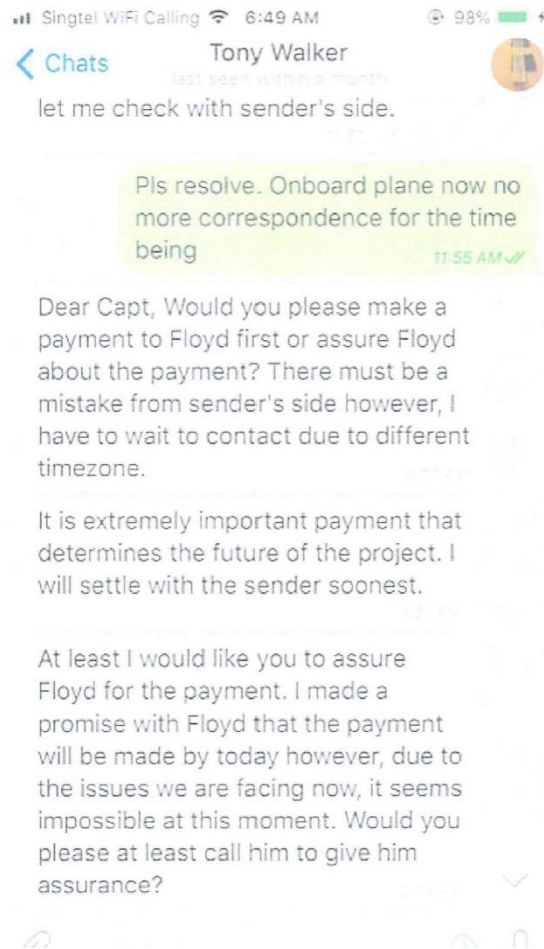 Singtel WiFi Calling 6:49 AM 98%
Chats
Tony Walker
last seen within a month
let me check with sender's side.
Pls resolve. Onboard plane now no
more correspondence for the time
being
11:55 AM
Dear Capt, Would you please make a
payment to Floyd first or assure Floyd
about the payment? There must be a
mistake from sender's side however, I
have to wait to contact due to different
timezone.
It is extremely important payment that
determines the future of the project. I
will settle with the sender soonest.
At least I would like you to assure
Floyd for the payment. I made a
promise with Floyd that the payment
will be made by today however, due to
the issues we are facing now, it seems
impossible at this moment. Would you
please at least call him to give him
assurance?